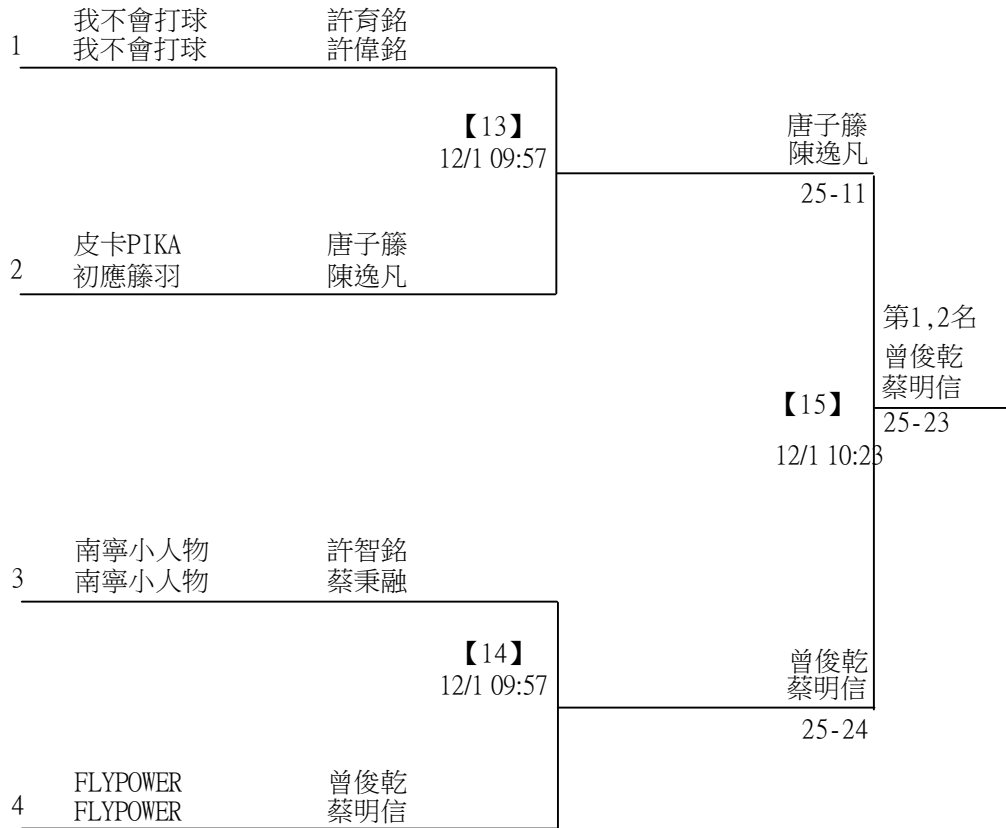 我不會打球 許育銘
1 我不會打球 許偉銘
【13】
12/1 09:57
唐子籐
陳逸凡
25-11
皮卡PIKA 唐子籐
2 初應籐羽 陳逸凡
第1,2名
曾俊乾
蔡明信
【15】
25-23
12/1 10:23
南寧小人物 許智銘
3 南寧小人物 蔡秉融
【14】
12/1 09:57
曾俊乾
蔡明信
25-24
FLYPOWER 曾俊乾
4 FLYPOWER 蔡明信